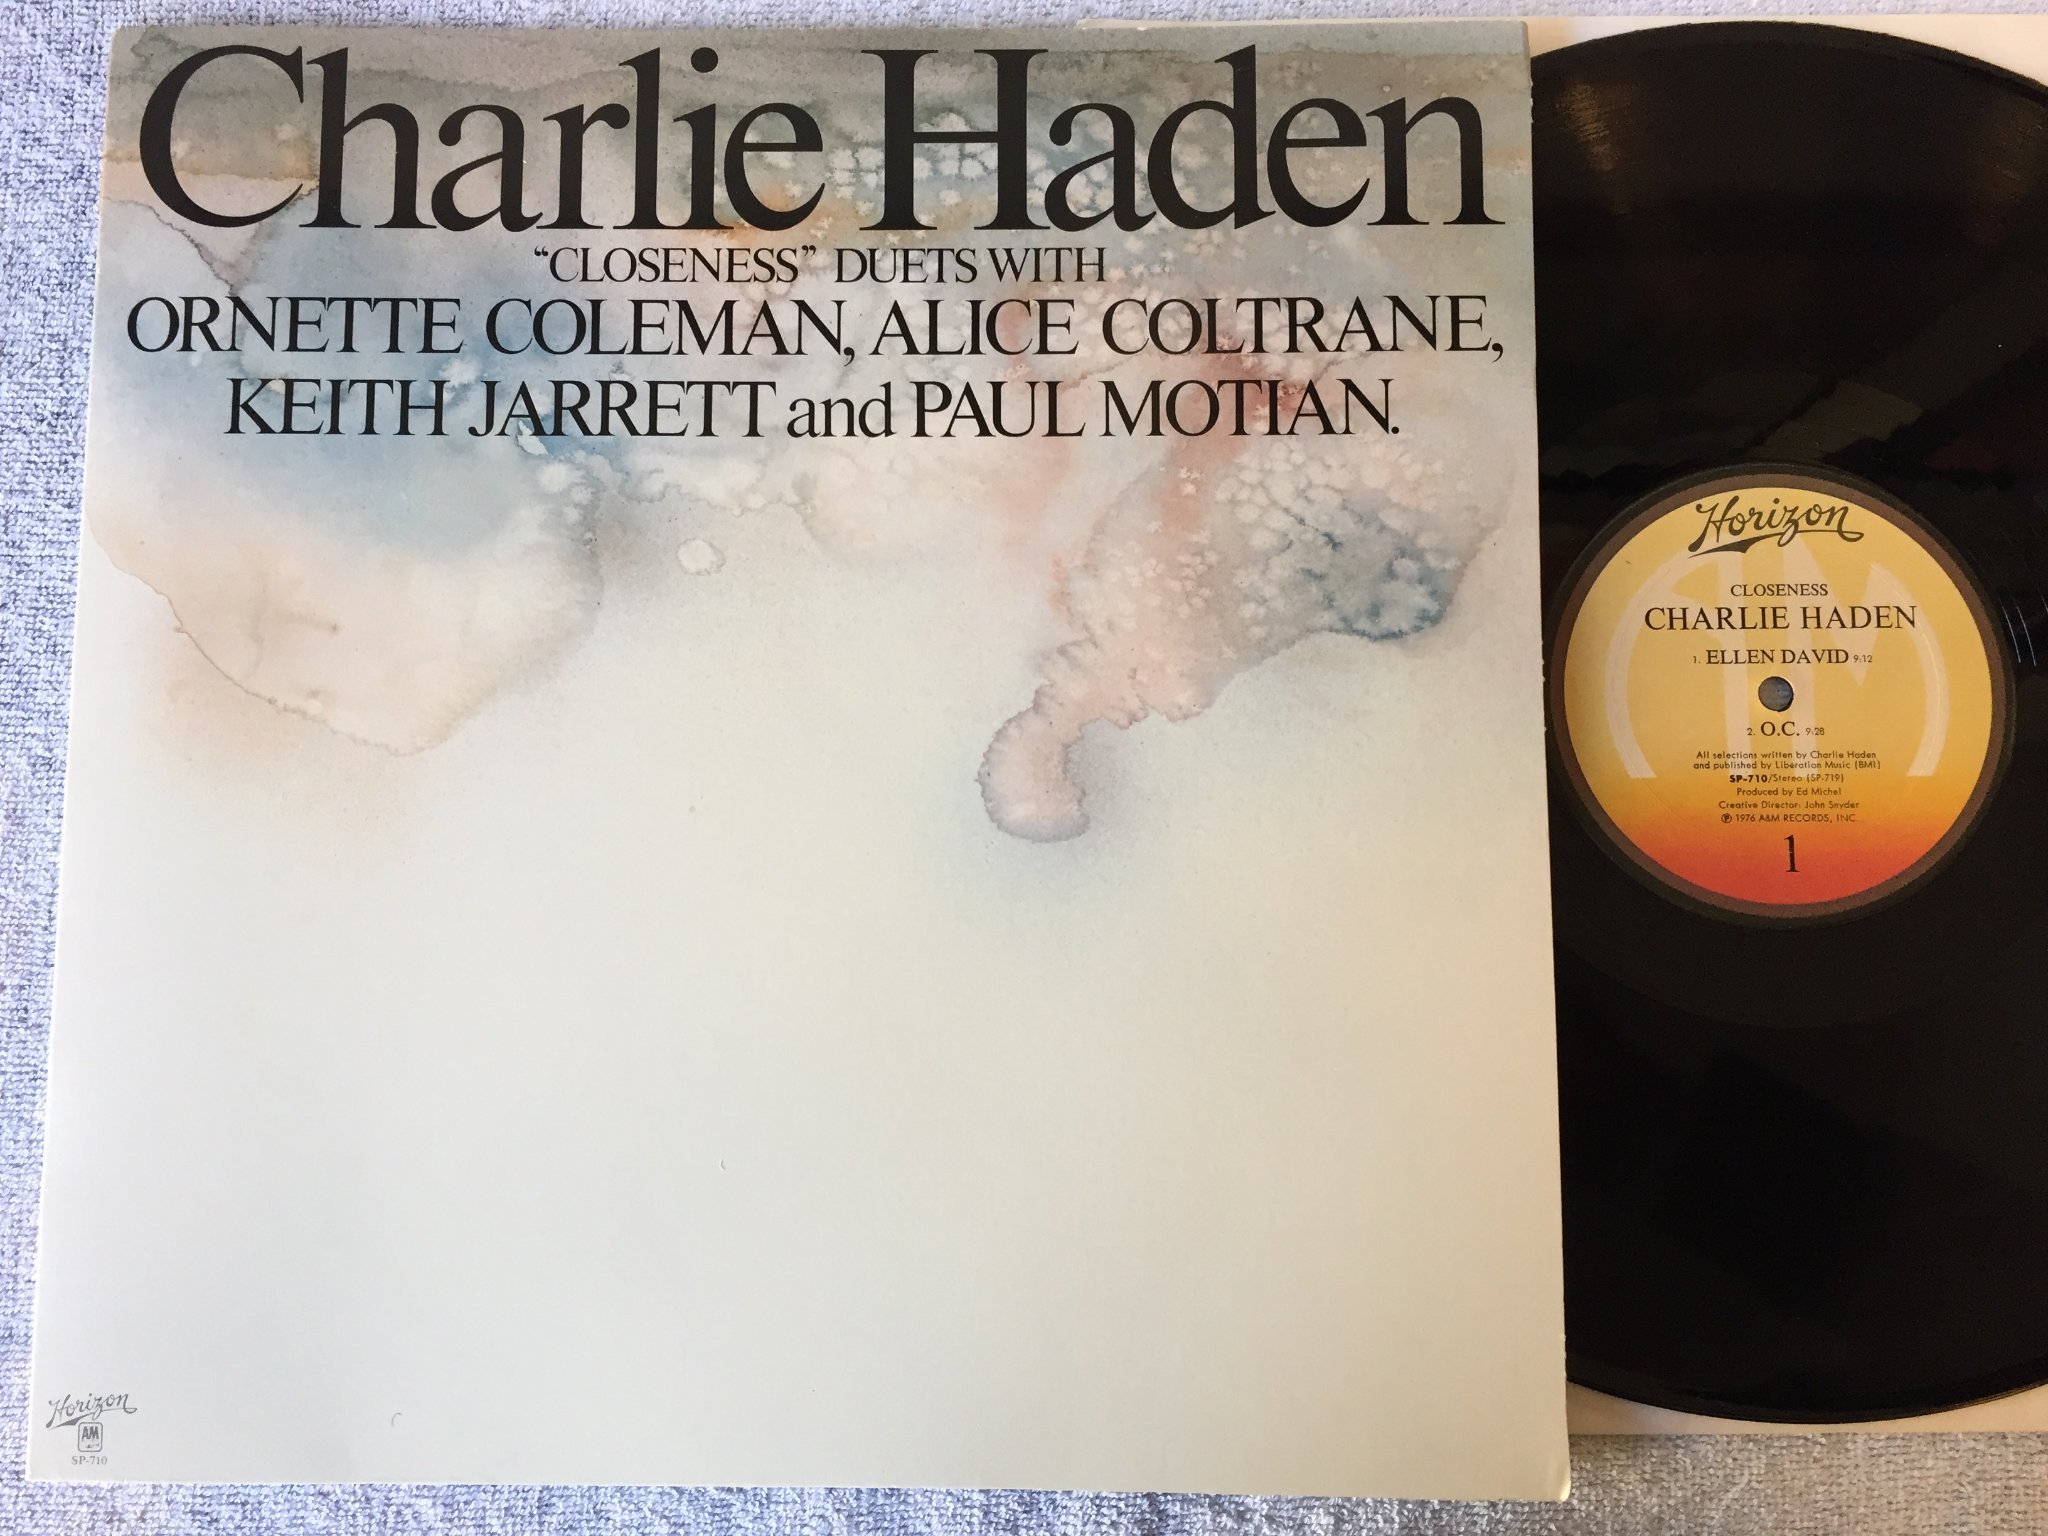 Charlie Haden
“CLOSENESS” DUETS WITH
ORNETTE COLEMAN, ALICE COLTRANE,
KEITH JARRETT and PAUL MOTIAN.
Horizon
AM
SP-710
Horizon
AM
CLOSENESS
CHARLIE HADEN
1. ELLEN DAVID 9:12
2. O.C. 9:28
All selections written by Charlie Haden
and published by Liberation Music (BMI)
SP-710/Stereo (SP-719)
Produced by Ed Michel
Creative Director: John Snyder
℗ 1976 A&M RECORDS, INC.
1